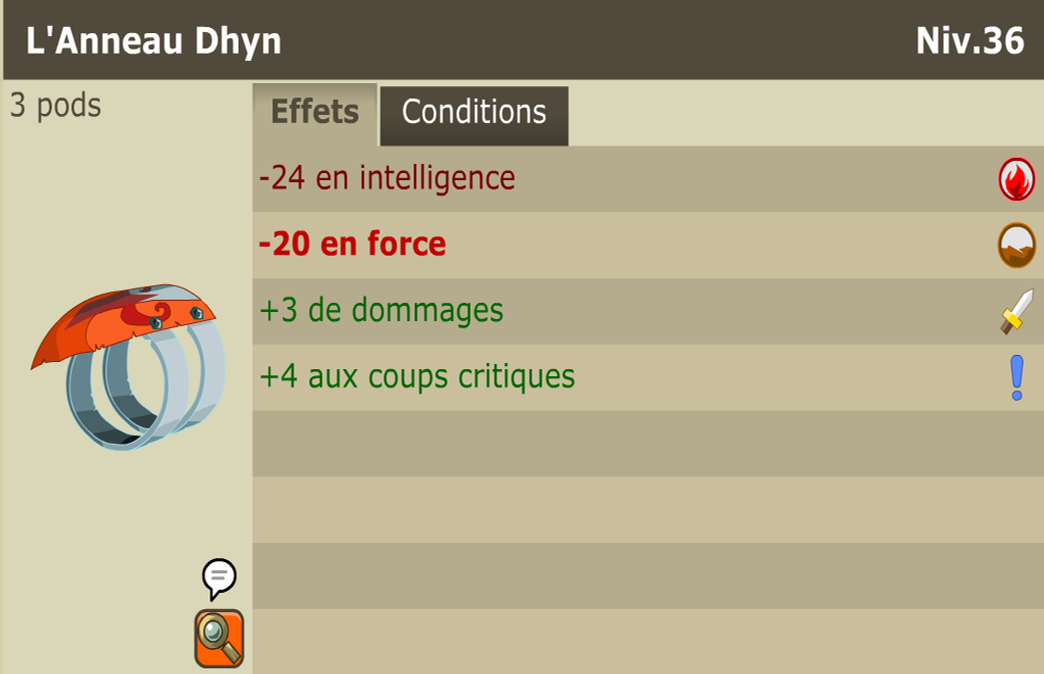 L'Anneau Dhyn
Niv.36
3 pods
Effets
Conditions
-24 en intelligence
-20 en force
+3 de dommages
+4 aux coups critiques